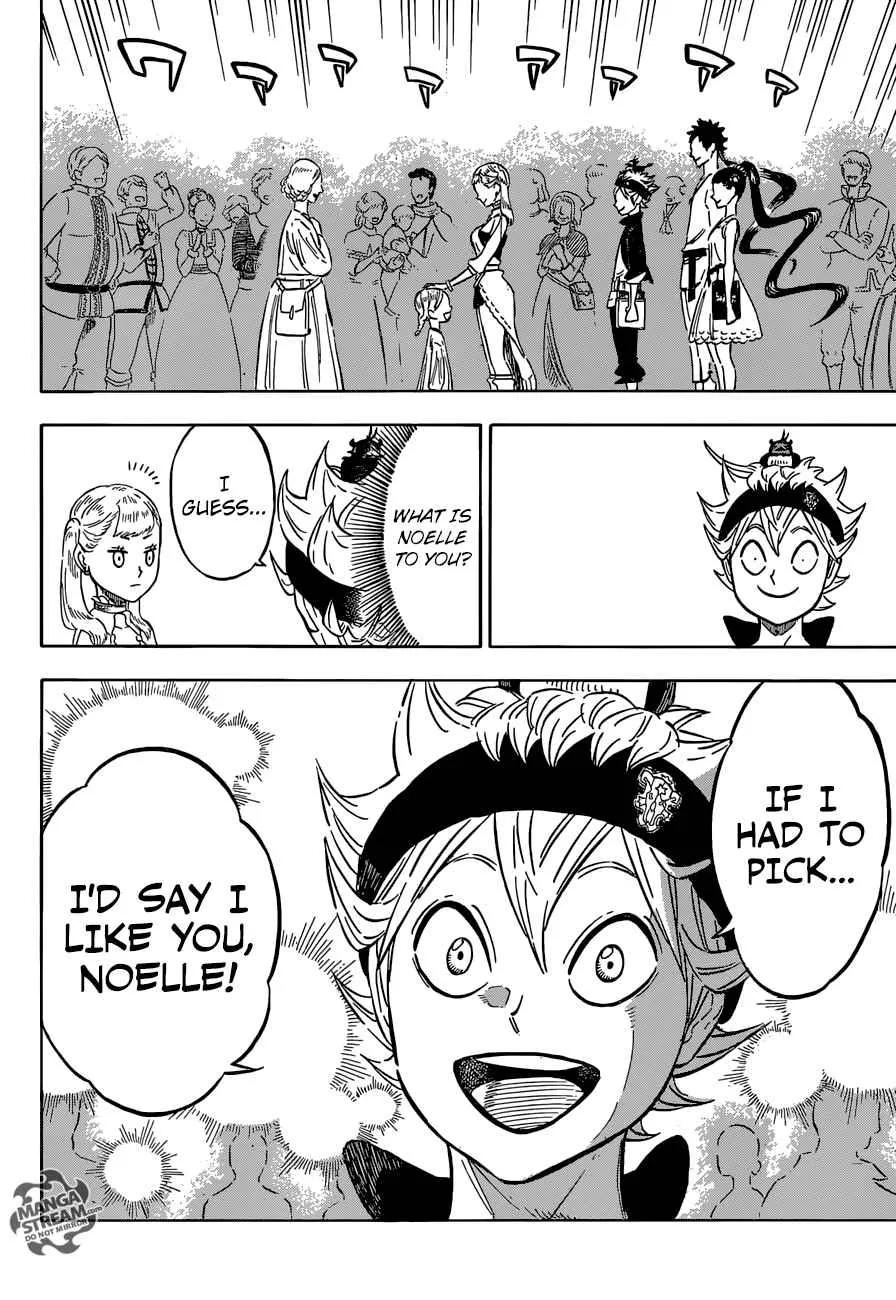 WHAT IS
NOELLE
TO YOU?
I
GUESS...
IF I
HAD TO
PICK...
I'D SAY I
LIKE YOU,
NOELLE!
MANGA
STREAM.COM
DO NOT MIRROR